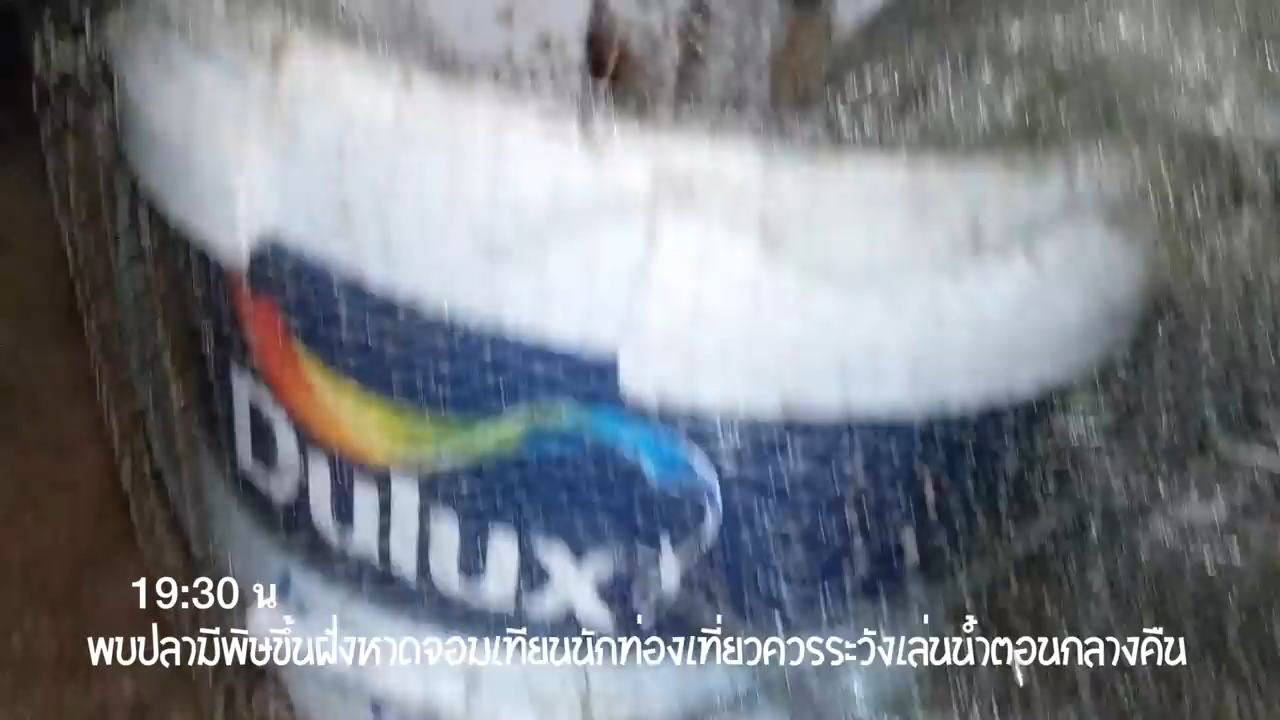 Dulux
19:30 น
พบปลามีพิษขึ้นฝั่งหาดจอมเทียนนักท่องเที่ยวควรระวังเล่นน้ำตอนกลางคืน